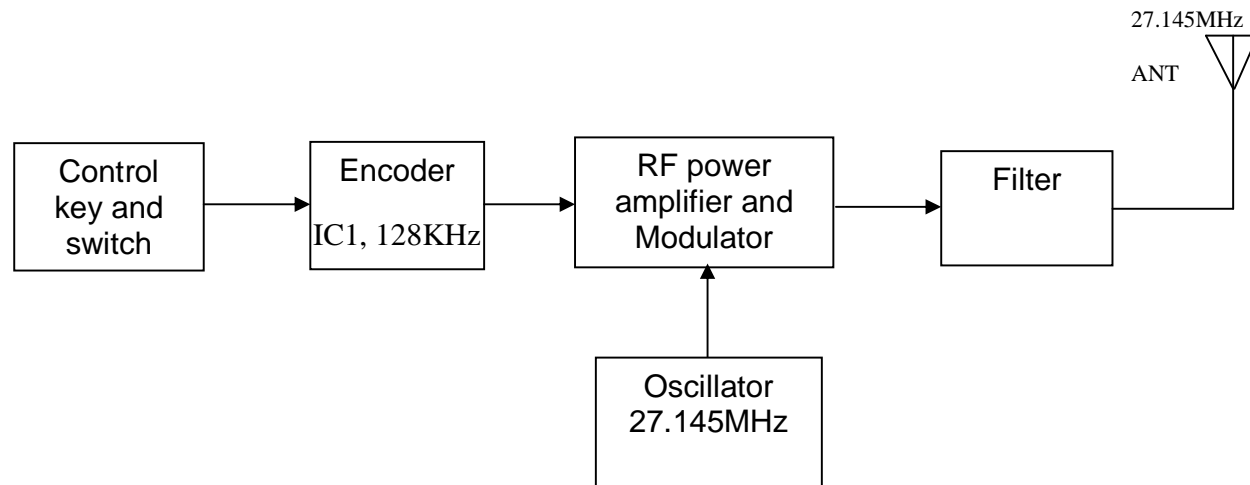 27.145MHz
ANT
Control
key and
switch
Encoder
IC1, 128KHz
RF power
amplifier and
Modulator
Filter
Oscillator
27.145MHz